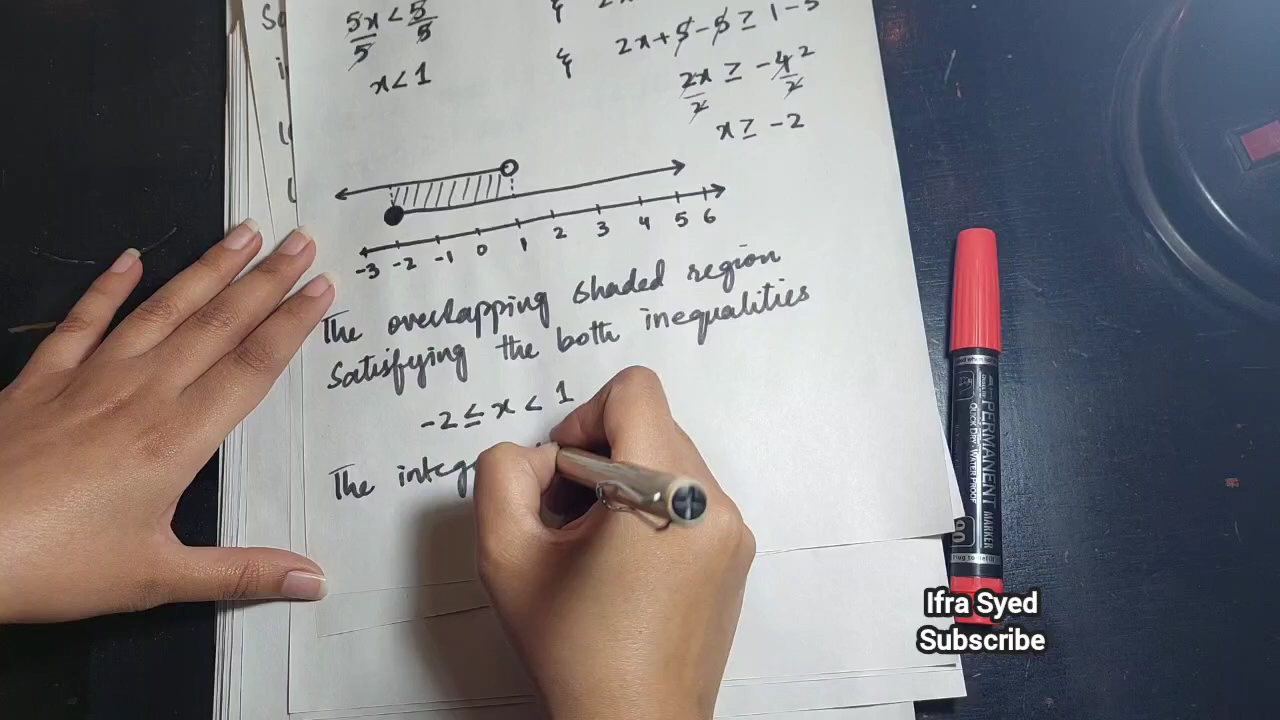 5x/5 < 5/5 &
x < 1 &
2x + 5 - 5 ≥ 1 - 5
2x/2 ≥ -4/2 2
x ≥ -2
-3 -2 -1 0 1 2 3 4 5 6
The overlapping shaded region
Satisfying the both inequalities
-2 ≤ x < 1
The
PERMANENT
MARKER
QUICK DRY · WATER PROOF
90
Ifra Syed
Subscribe